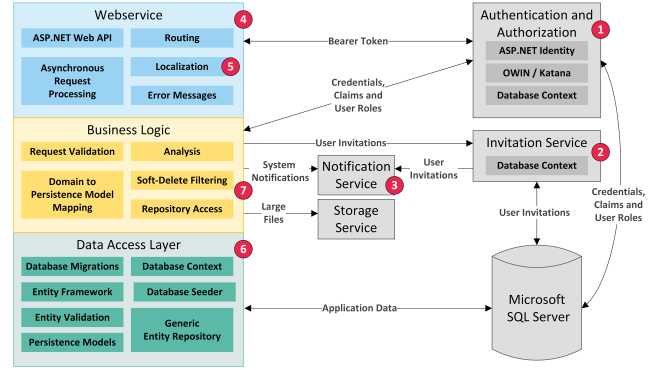 Webservice
4
ASP.NET Web API
Routing
Asynchronous
Request
Processing
Localization
5
Error Messages
Business Logic
Request Validation
Analysis
Domain to
Persistence Model
Mapping
Soft-Delete Filtering
7
Repository Access
Data Access Layer
6
Database Migrations
Database Context
Entity Framework
Database Seeder
Entity Validation
Generic
Entity Repository
Persistence Models
Bearer Token
Credentials,
Claims and
User Roles
User Invitations
System
Notifications
Large
Files
Notification
Service
3
Storage
Service
User
Invitations
Application Data
Authentication and
Authorization
1
ASP.NET Identity
OWIN / Katana
Database Context
Invitation Service
2
Database Context
User Invitations
Credentials,
Claims and
User Roles
Microsoft
SQL Server